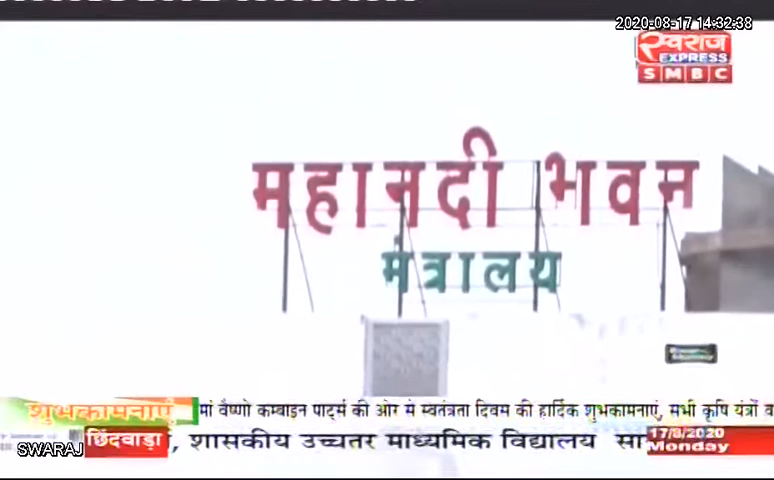 2020-08-17 14:32:38
स्वराज
EXPRESS
SMBC
महानदी भवन
मंत्रालय
शुभकामनाएं मां वैष्णो कम्बाइन पार्ट्स की ओर से स्वतंत्रता दिवस की हार्दिक शुभकामनाएं, सभी कृषि यंत्रों
SWARAJ छिंदवाड़ा , शासकीय उच्चतर माध्यमिक विद्यालय 17/8/2020
Monday